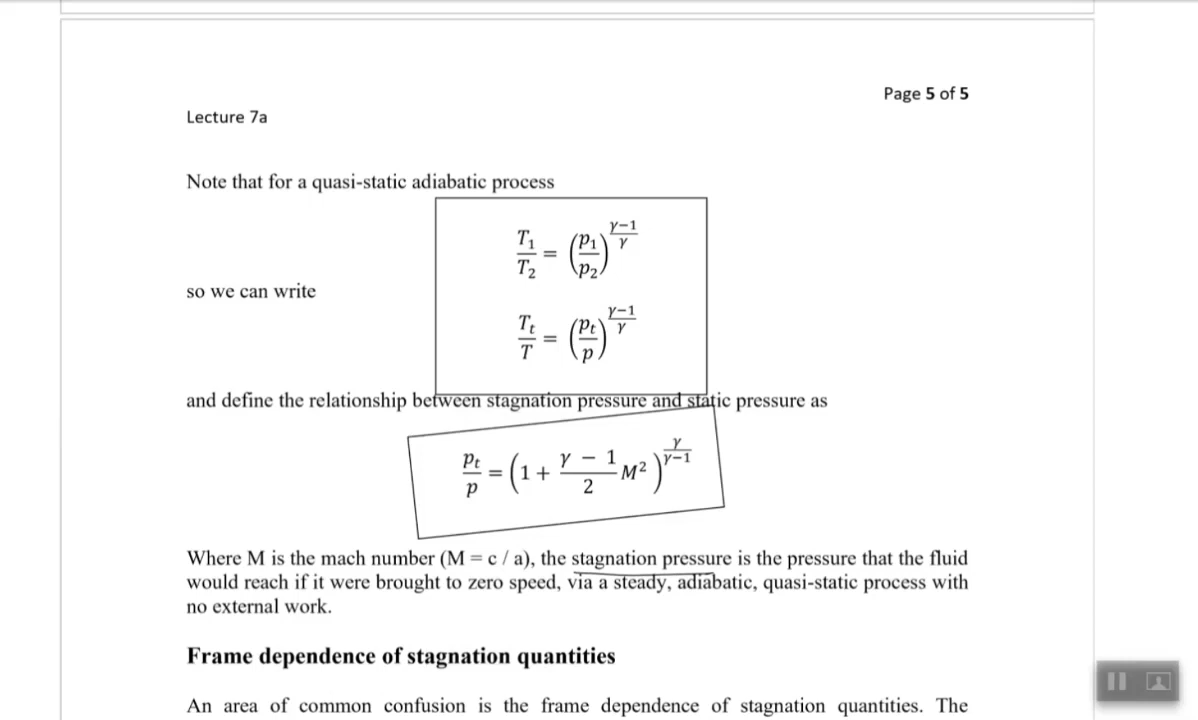 Page 5 of 5
Lecture 7a
Note that for a quasi-static adiabatic process
T₁/T₂ = (p₁/p₂)^((γ−1)/γ)
so we can write
Tₜ/T = (pₜ/p)^((γ−1)/γ)
and define the relationship between stagnation pressure and static pressure as
pₜ/p = (1 + (γ − 1)/2 M²)^(γ/(γ−1))
Where M is the mach number (M = c / a), the stagnation pressure is the pressure that the fluid
would reach if it were brought to zero speed, via a steady, adiabatic, quasi-static process with
no external work.
Frame dependence of stagnation quantities
An area of common confusion is the frame dependence of stagnation quantities. The